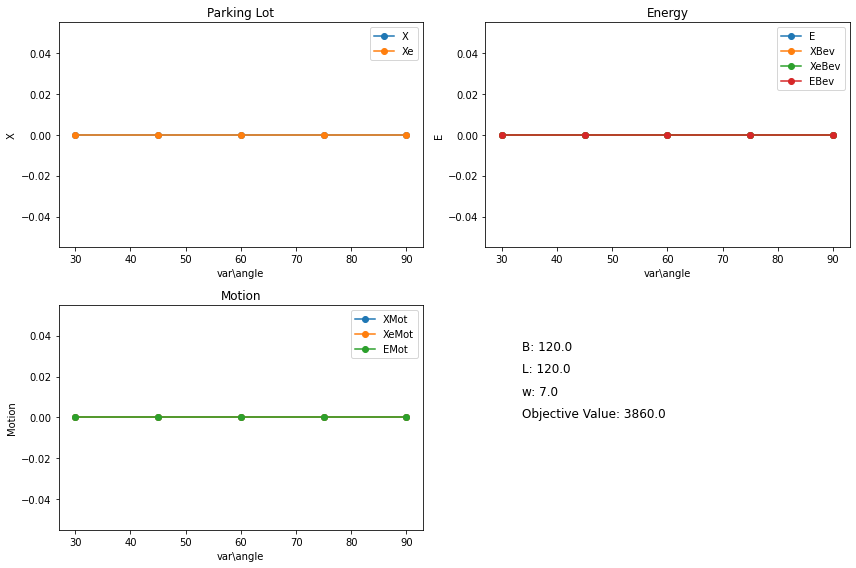 Parking Lot
X
Xe
0.04
0.02
0.00
−0.02
−0.04
X
30
40
50
60
70
80
90
var\angle
Energy
E
XBev
XeBev
EBev
0.04
0.02
0.00
−0.02
−0.04
E
30
40
50
60
70
80
90
var\angle
Motion
XMot
XeMot
EMot
0.04
0.02
0.00
−0.02
−0.04
Motion
30
40
50
60
70
80
90
var\angle
B: 120.0
L: 120.0
w: 7.0
Objective Value: 3860.0